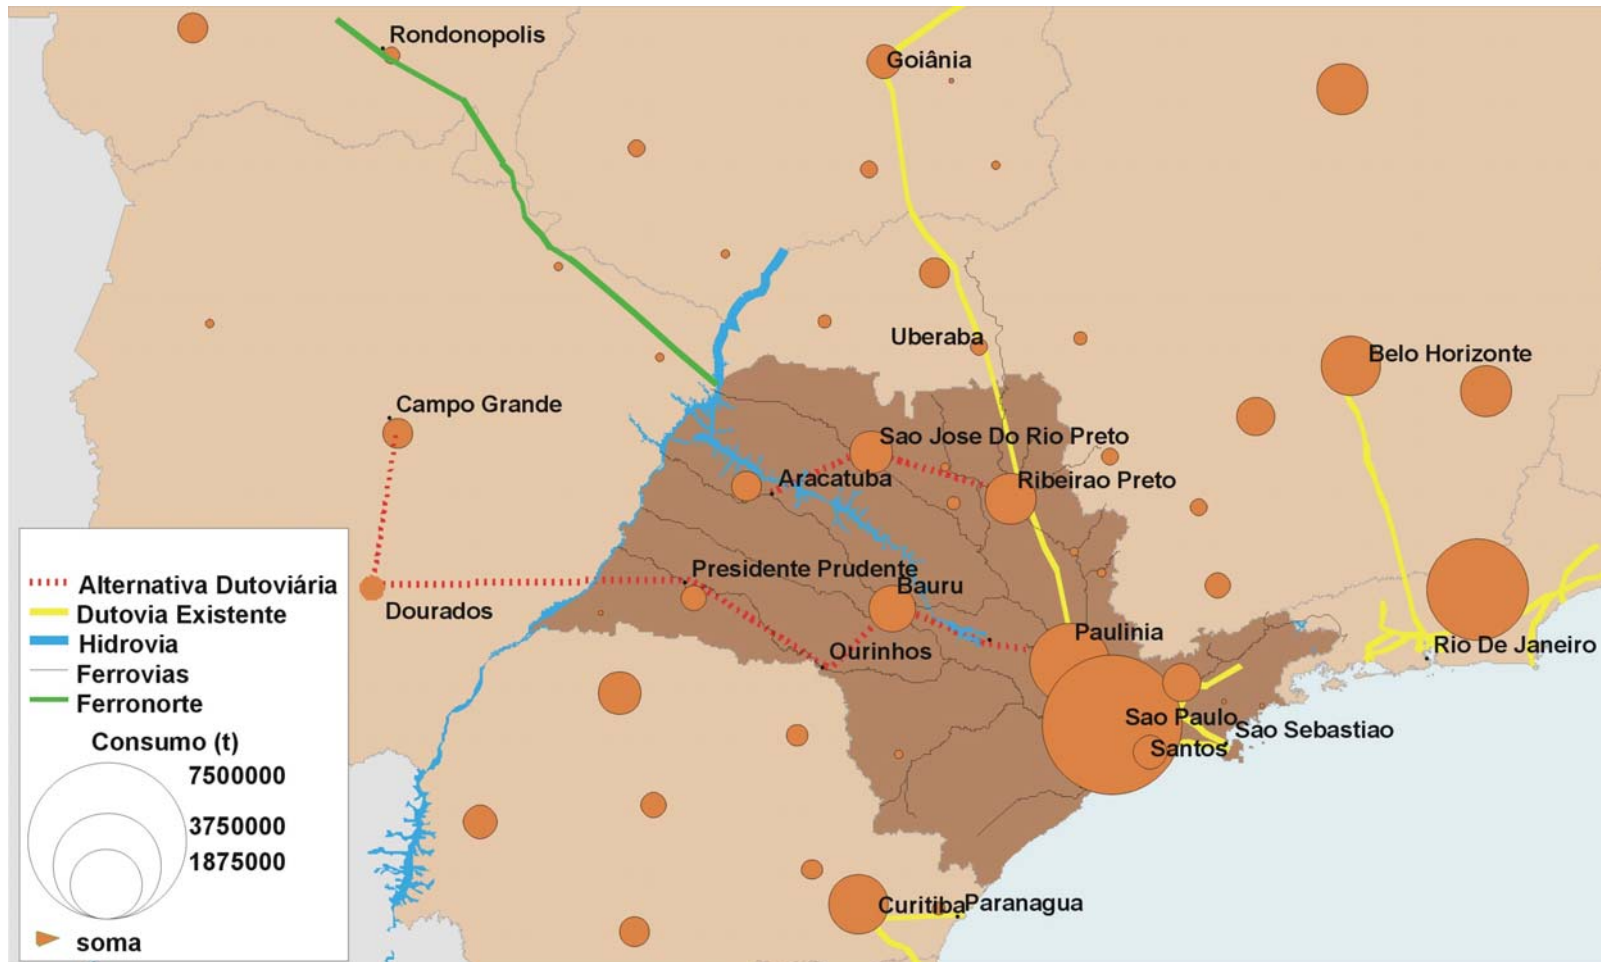 Rondonopolis
Goiânia
Uberaba
Belo Horizonte
Campo Grande
Sao Jose Do Rio Preto
Aracatuba
Ribeirao Preto
Presidente Prudente
Bauru
Dourados
Paulinia
Ourinhos
Rio De Janeiro
Sao Paulo
Sao Sebastiao
Santos
Curitiba
Paranagua
Alternativa Dutoviária
Dutovia Existente
Hidrovia
Ferrovias
Ferronorte
Consumo (t)
7500000
3750000
1875000
soma